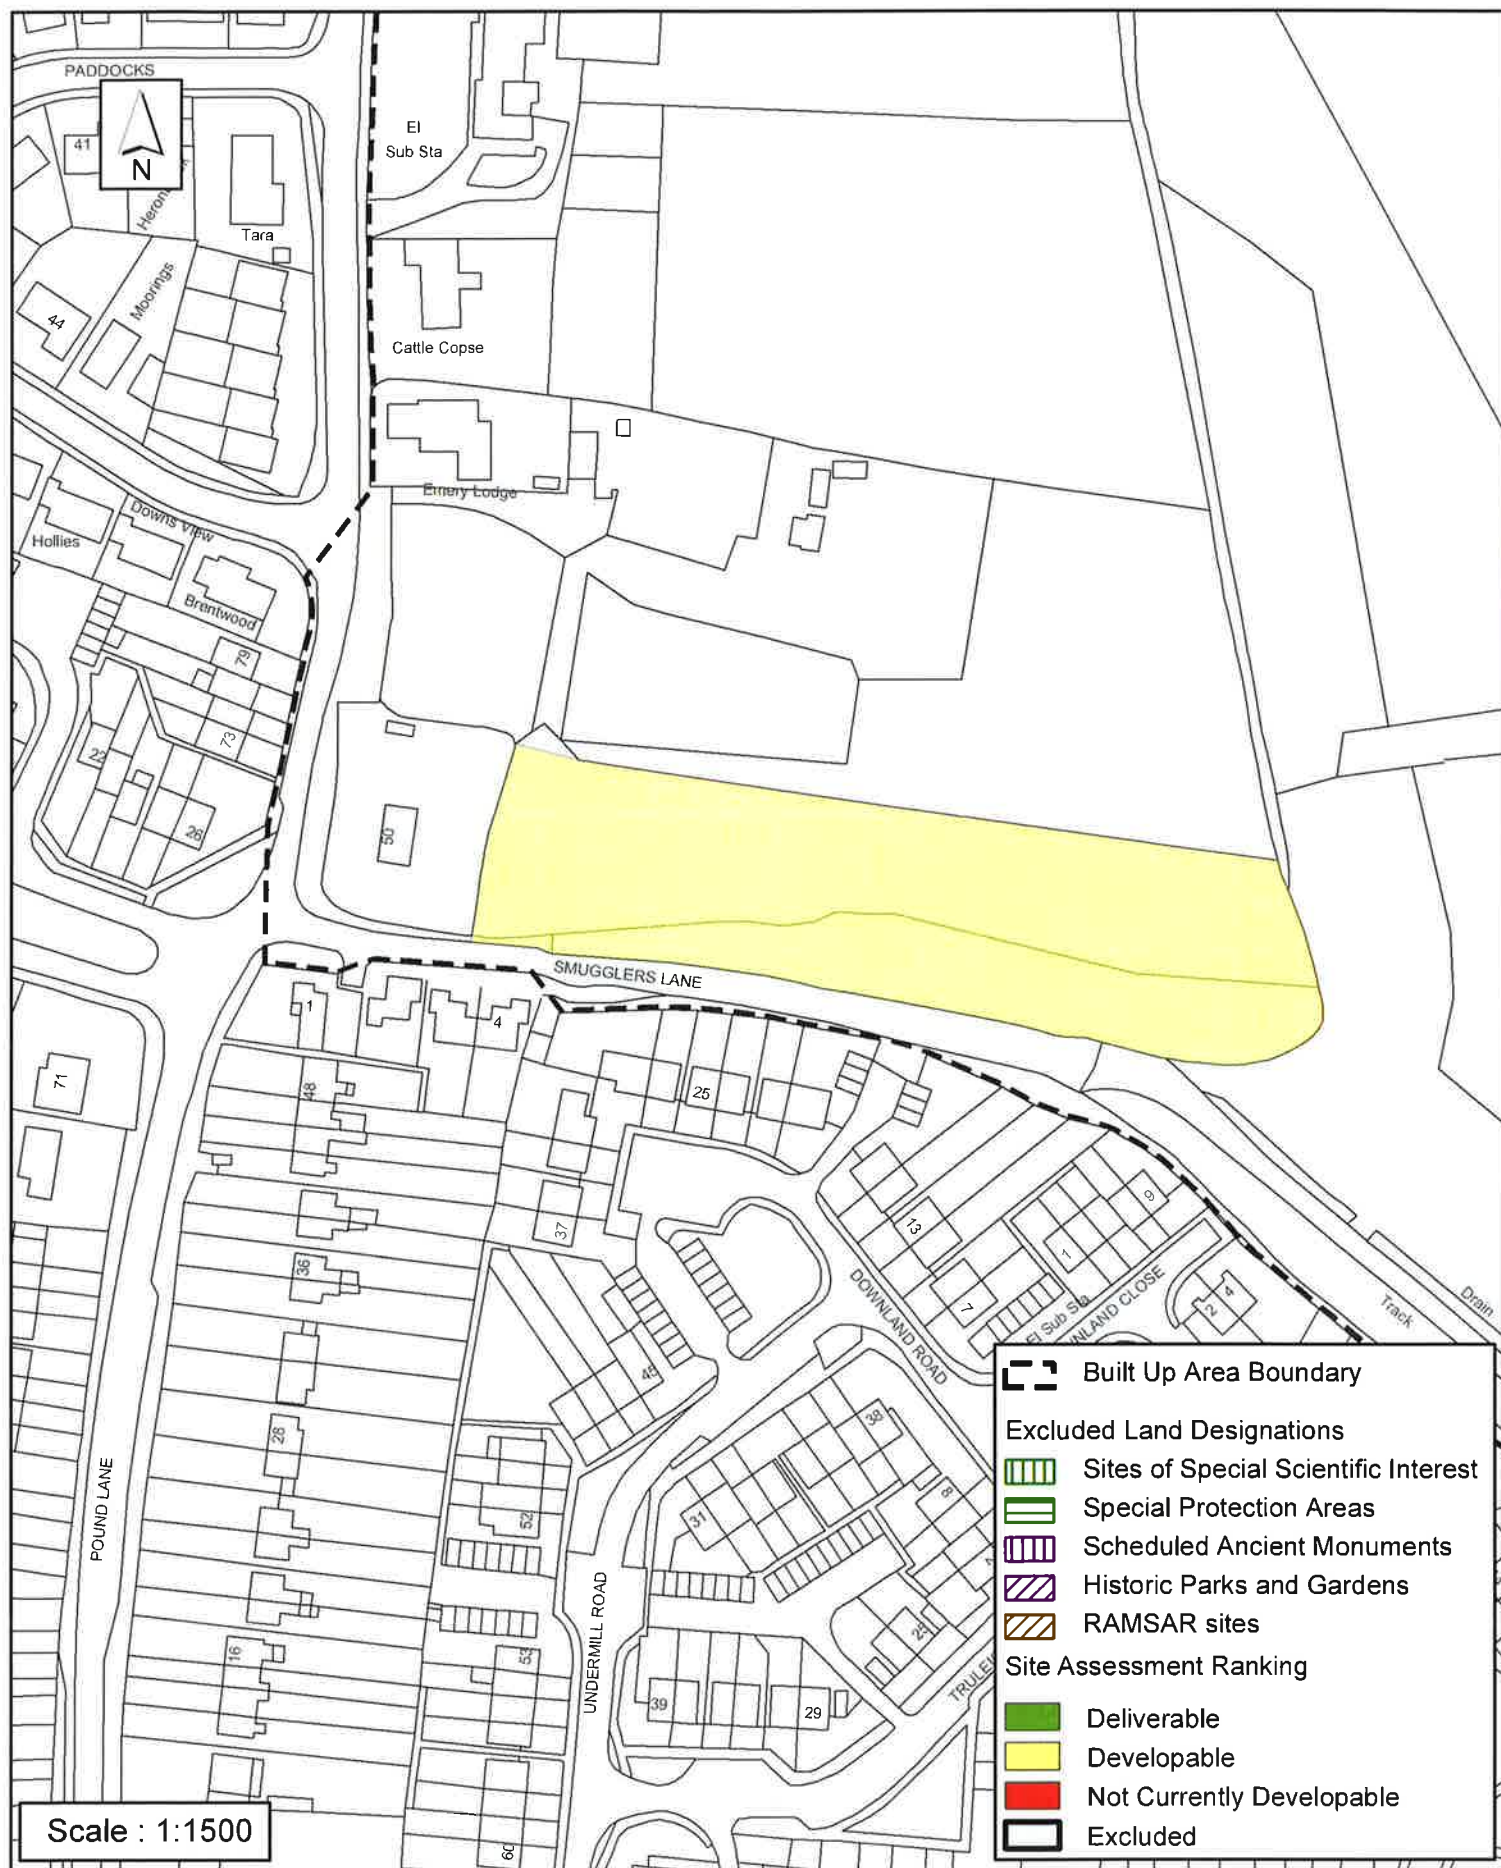 PADDOCKS
El
Sub Sta
41
N
Tara
Moorings
44
Cattle Copse
Emery Lodge
Downs View
Hollies
Brentwood
79
73
22
26
50
SMUGGLERS LANE
1
4
71
48
25
37
36
13
9
1
7
DOWNLAND ROAD
El Sub Sta
2
4
Track
Drain
45
38
28
POUND LANE
52
31
8
UNDERMILL ROAD
53
16
25
39
29
60
Built Up Area Boundary
Excluded Land Designations
Sites of Special Scientific Interest
Special Protection Areas
Scheduled Ancient Monuments
Historic Parks and Gardens
RAMSAR sites
Site Assessment Ranking
Deliverable
Developable
Not Currently Developable
Excluded
Scale : 1:1500